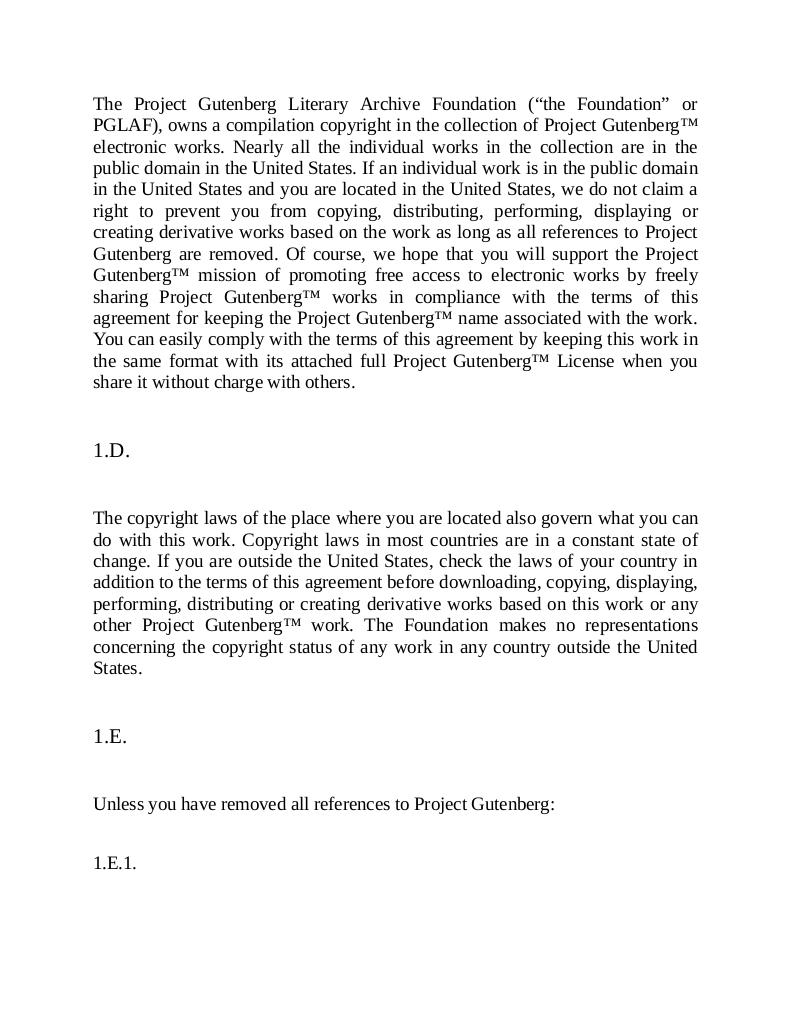 The Project Gutenberg Literary Archive Foundation (“the Foundation” or
PGLAF), owns a compilation copyright in the collection of Project Gutenberg™
electronic works. Nearly all the individual works in the collection are in the
public domain in the United States. If an individual work is in the public domain
in the United States and you are located in the United States, we do not claim a
right to prevent you from copying, distributing, performing, displaying or
creating derivative works based on the work as long as all references to Project
Gutenberg are removed. Of course, we hope that you will support the Project
Gutenberg™ mission of promoting free access to electronic works by freely
sharing Project Gutenberg™ works in compliance with the terms of this
agreement for keeping the Project Gutenberg™ name associated with the work.
You can easily comply with the terms of this agreement by keeping this work in
the same format with its attached full Project Gutenberg™ License when you
share it without charge with others.
1.D.
The copyright laws of the place where you are located also govern what you can
do with this work. Copyright laws in most countries are in a constant state of
change. If you are outside the United States, check the laws of your country in
addition to the terms of this agreement before downloading, copying, displaying,
performing, distributing or creating derivative works based on this work or any
other Project Gutenberg™ work. The Foundation makes no representations
concerning the copyright status of any work in any country outside the United
States.
1.E.
Unless you have removed all references to Project Gutenberg:
1.E.1.